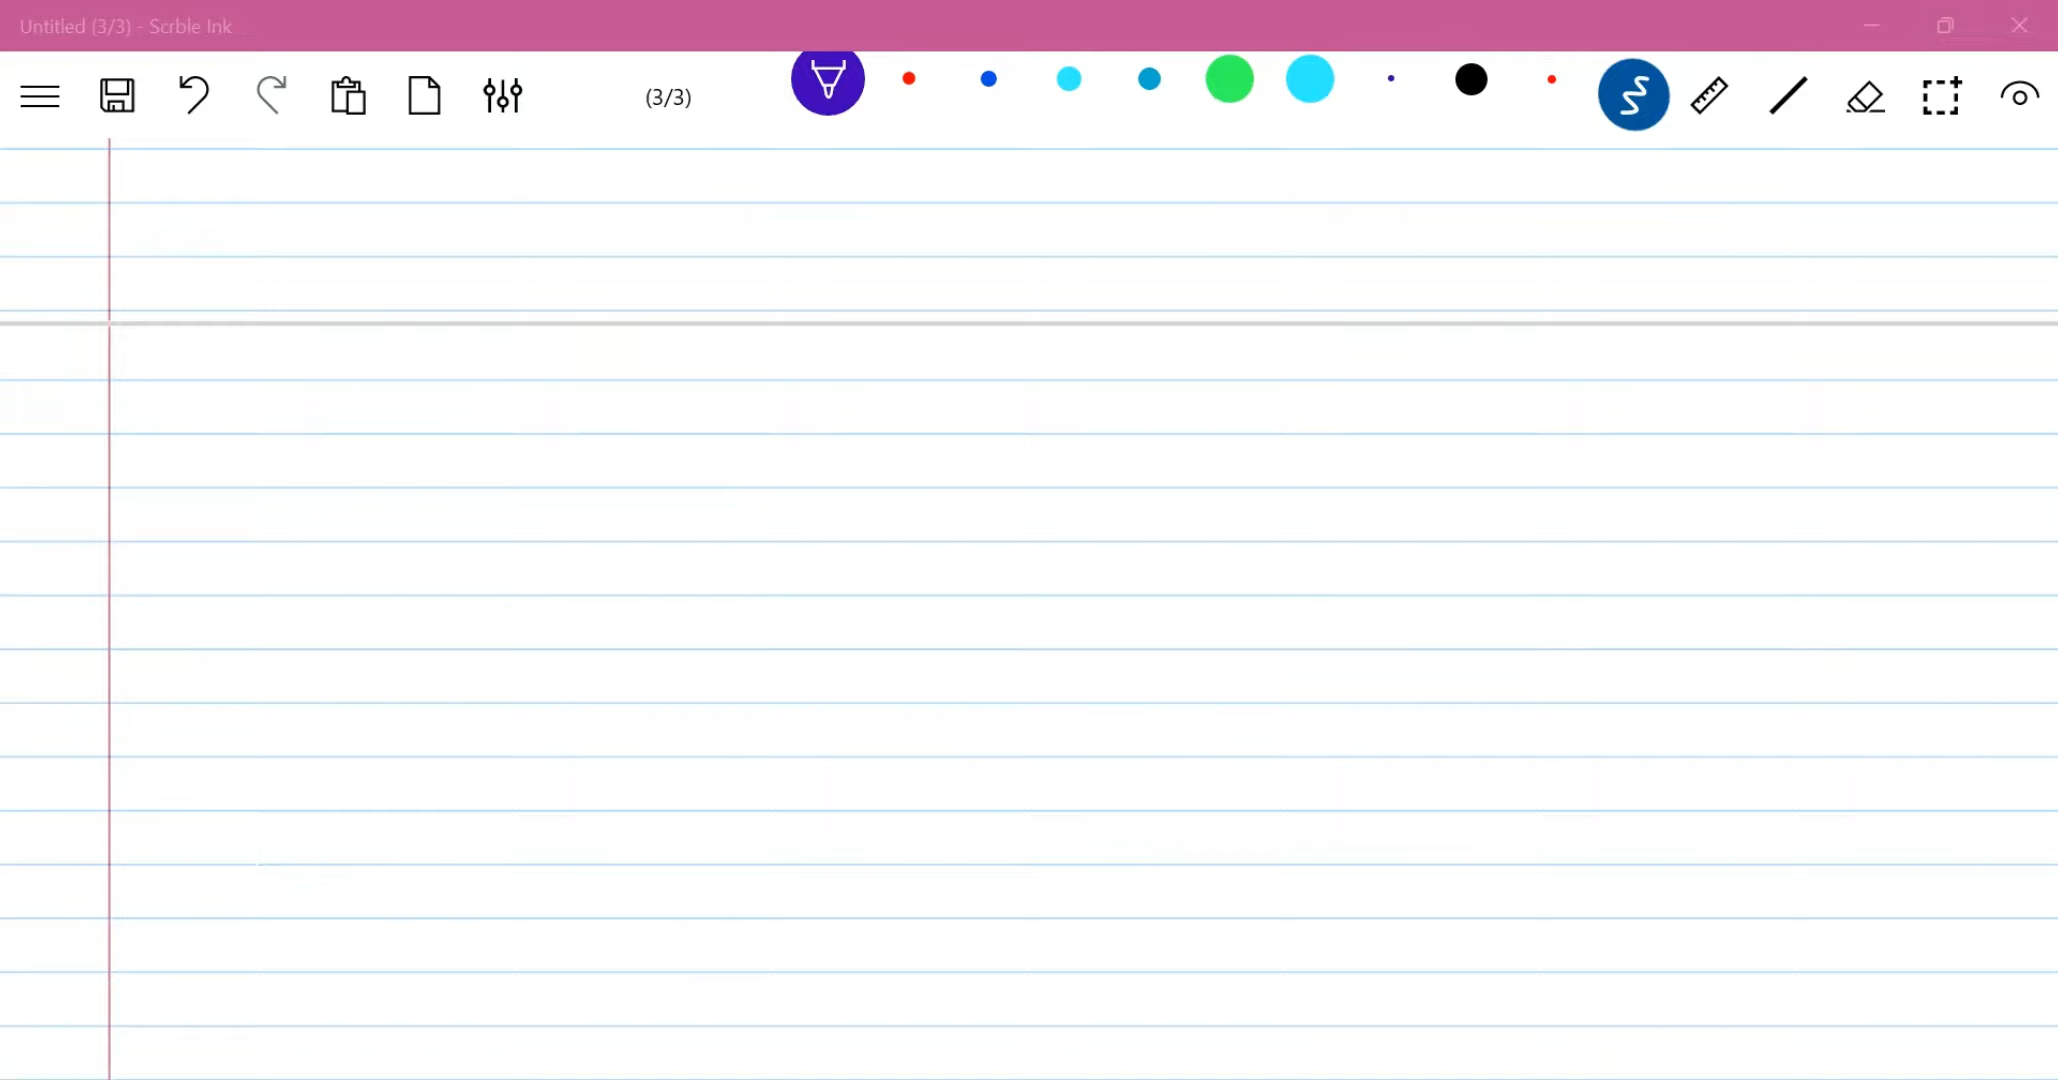 Untitled (3/3) - Scrble Ink
(3/3)